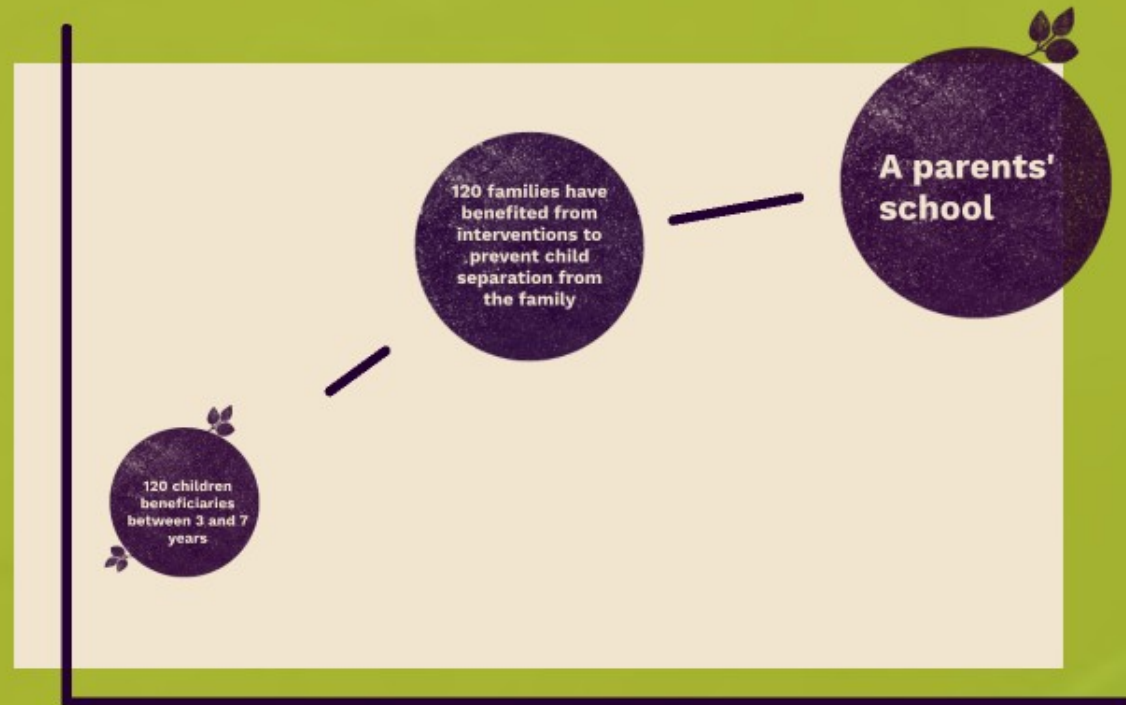 A parents'
school
120 families have
benefited from
interventions to
prevent child
separation from
the family
120 children
beneficiaries
between 3 and 7
years